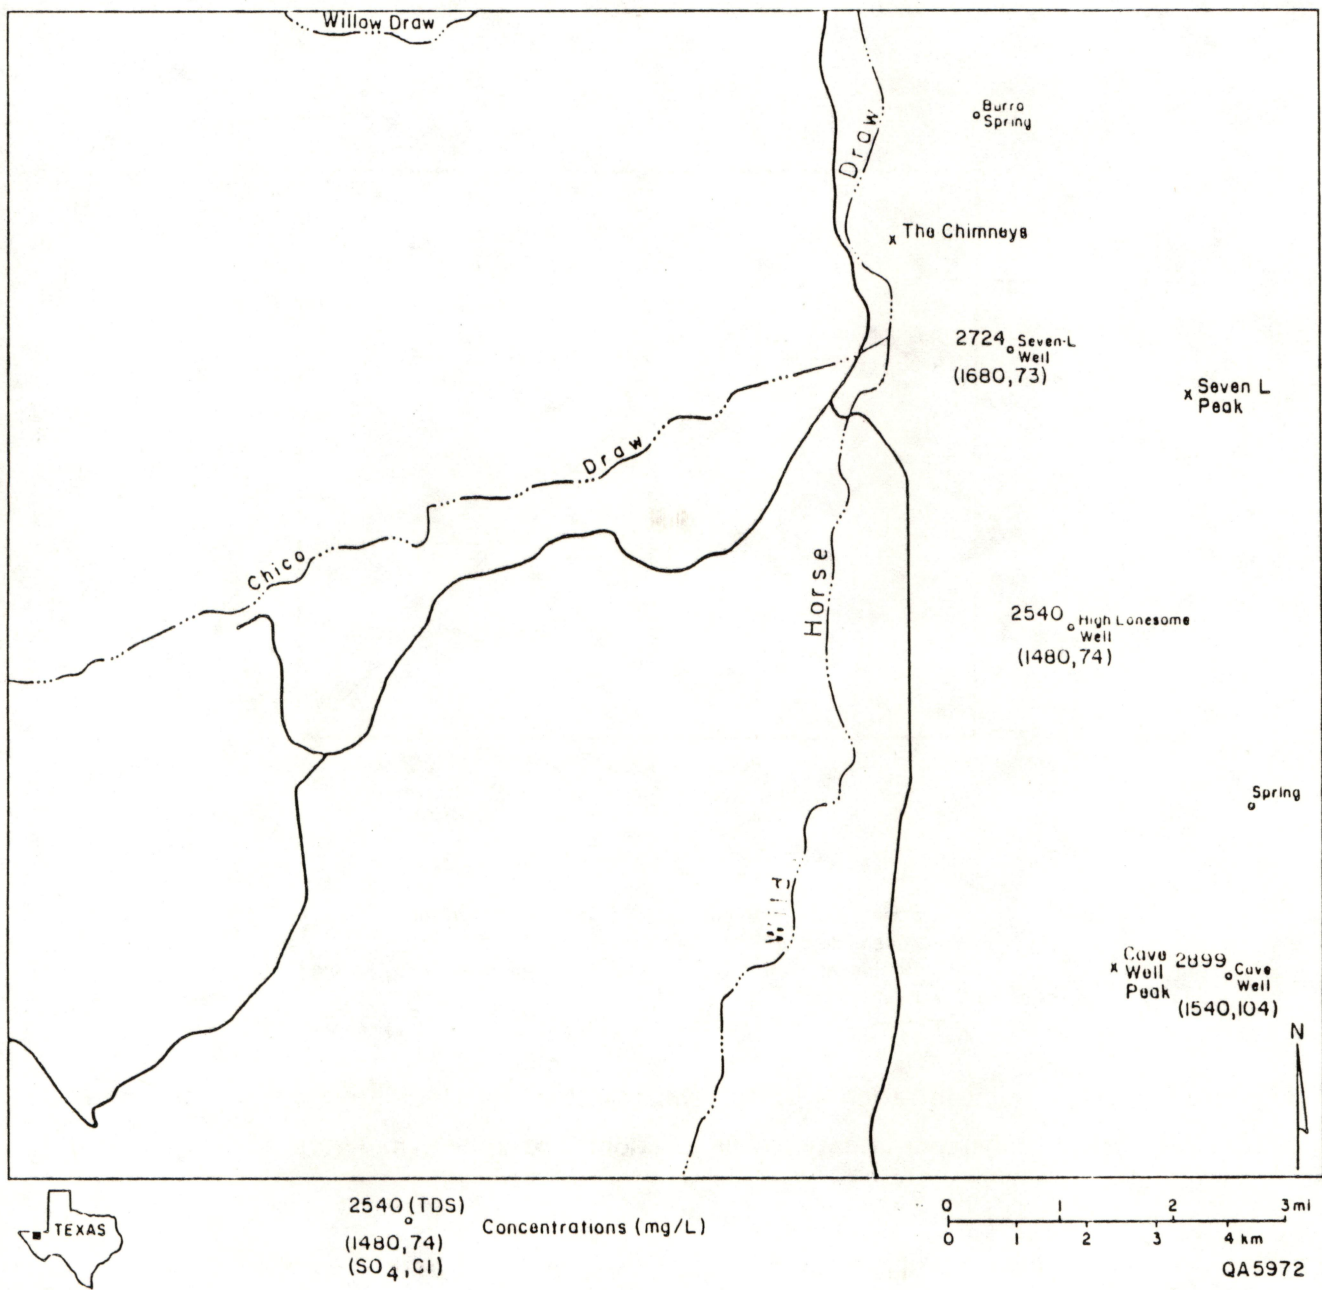 Willow Draw
Burro
Spring
Draw
The Chimneys
2724 Seven-L
Well
(1680,73)
Seven L
Peak
Draw
Chico
Horse
2540 High Lonesome
Well
(1480,74)
Spring
Wild
Cave
Well
Peak
2899 Cave
Well
(1540,104)
N
TEXAS
2540 (TDS)
(1480,74)
(SO4,Cl)
Concentrations (mg/L)
0 1 2 3 mi
0 1 2 3 4 km
QA5972